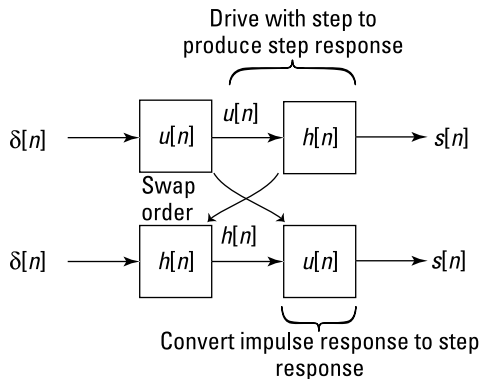 Drive with step to
produce step response
δ[n]
u[n]
u[n]
h[n]
s[n]
Swap
order
δ[n]
h[n]
h[n]
u[n]
s[n]
Convert impulse response to step
response